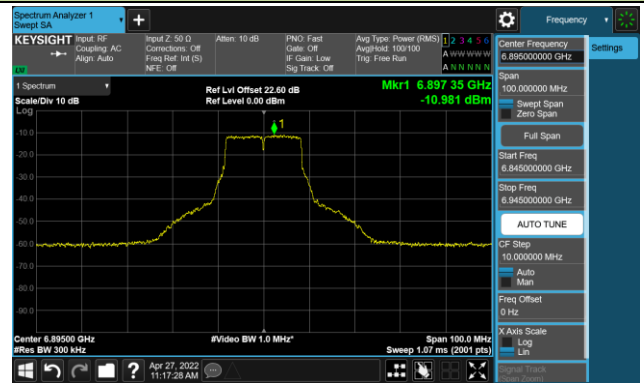 Spectrum Analyzer 1
Swept SA
Frequency
KEYSIGHT
Input: RF
Coupling: AC
Align: Auto
Input Z: 50 Ω
Corrections: Off
Freq Ref: Int (S)
NFE: Off
Atten: 10 dB
PNO: Fast
Gate: Off
IF Gain: Low
Sig Track: Off
Avg Type: Power (RMS)
Avg|Hold: 100/100
Trig: Free Run
1 2 3 4 5 6
A W W W W W
A N N N N N
1 Spectrum
Scale/Div 10 dB
Log
Ref Lvl Offset 22.60 dB
Ref Level 0.00 dBm
Mkr1 6.897 35 GHz
-10.981 dBm
1
-10.0
-20.0
-30.0
-40.0
-50.0
-60.0
-70.0
-80.0
-90.0
Center 6.89500 GHz
#Res BW 300 kHz
#Video BW 1.0 MHz*
Span 100.0 MHz
Sweep 1.07 ms (2001 pts)
Apr 27, 2022
11:17:28 AM
Center Frequency
6.895000000 GHz
Span
100.000000 MHz
Swept Span
Zero Span
Full Span
Start Freq
6.845000000 GHz
Stop Freq
6.945000000 GHz
AUTO TUNE
CF Step
10.000000 MHz
Auto
Man
Freq Offset
0 Hz
X Axis Scale
Log
Lin
Signal Track
(Span Zoom)
Settings